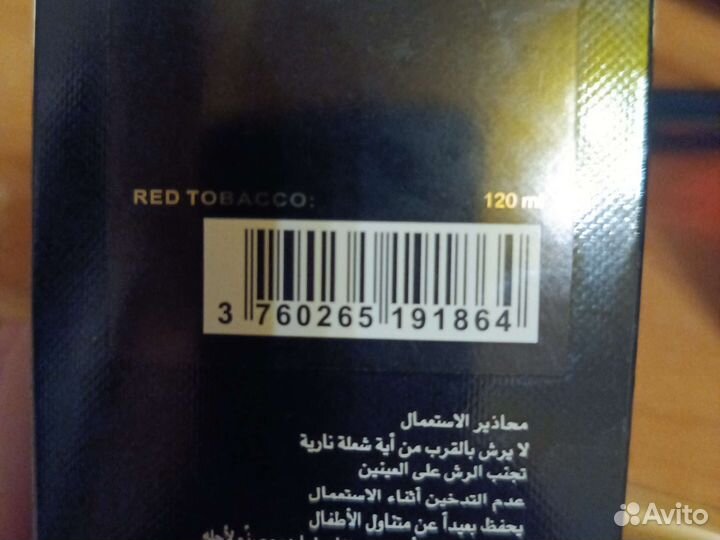 RED TOBACCO: 120 ml
3 760265 191864
محاذير الاستعمال
لا يرش بالقرب من أية شعلة نارية
تجنب الرش على العينين
عدم التدخين أثناء الاستعمال
يحفظ بعيداً عن متناول الأطفال
Avito